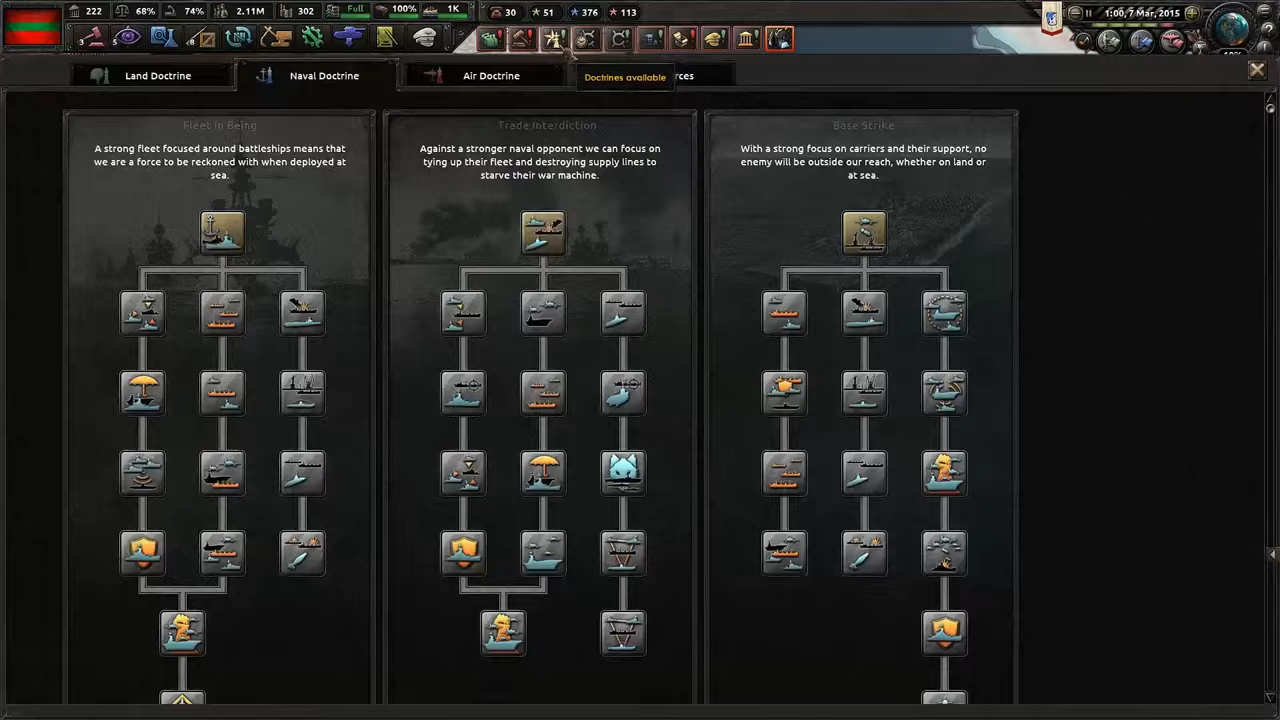 222 68% 74% 2.11M 302 Full 100% 1K 30 51 376 113 1:00, 7 Mar, 2015
3 5 8
Land Doctrine Naval Doctrine Air Doctrine Doctrines available rces
Fleet in Being
A strong fleet focused around battleships means that
we are a force to be reckoned with when deployed at
sea.
Trade Interdiction
Against a stronger naval opponent we can focus on
tying up their fleet and destroying supply lines to
starve their war machine.
Base Strike
With a strong focus on carriers and their support, no
enemy will be outside our reach, whether on land or
at sea.